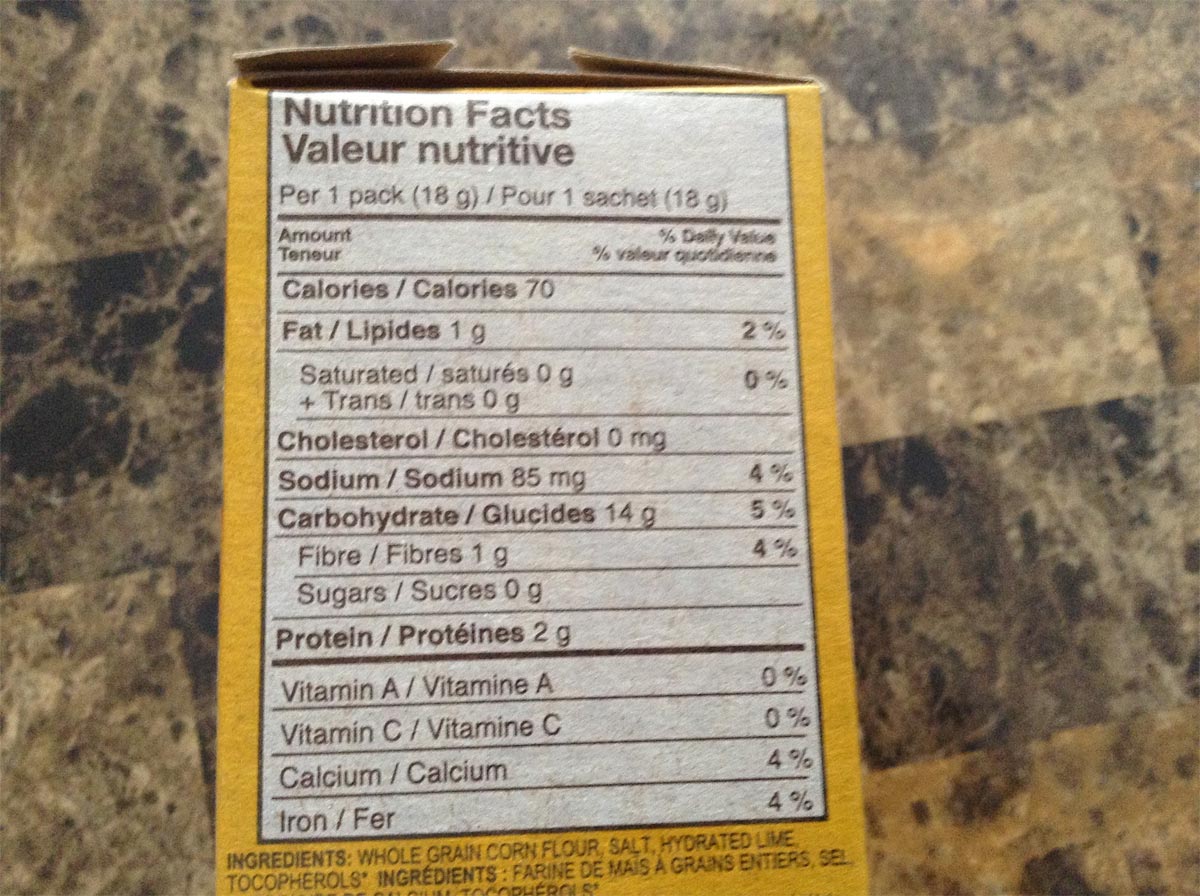 Nutrition Facts
Valeur nutritive
Per 1 pack (18 g) / Pour 1 sachet (18 g)
Amount % Daily Value
Teneur % valeur quotidienne
Calories / Calories 70
Fat / Lipides 1 g 2 %
Saturated / saturés 0 g 0 %
+ Trans / trans 0 g
Cholesterol / Cholestérol 0 mg
Sodium / Sodium 85 mg 4 %
Carbohydrate / Glucides 14 g 5 %
Fibre / Fibres 1 g 4 %
Sugars / Sucres 0 g
Protein / Protéines 2 g
Vitamin A / Vitamine A 0 %
Vitamin C / Vitamine C 0 %
Calcium / Calcium 4 %
Iron / Fer 4 %
INGREDIENTS: WHOLE GRAIN CORN FLOUR, SALT, HYDRATED LIME,
TOCOPHEROLS* INGRÉDIENTS : FARINE DE MAÏS À GRAINS ENTIERS, SEL,
CALCIUM, TOCOPHÉROLS*